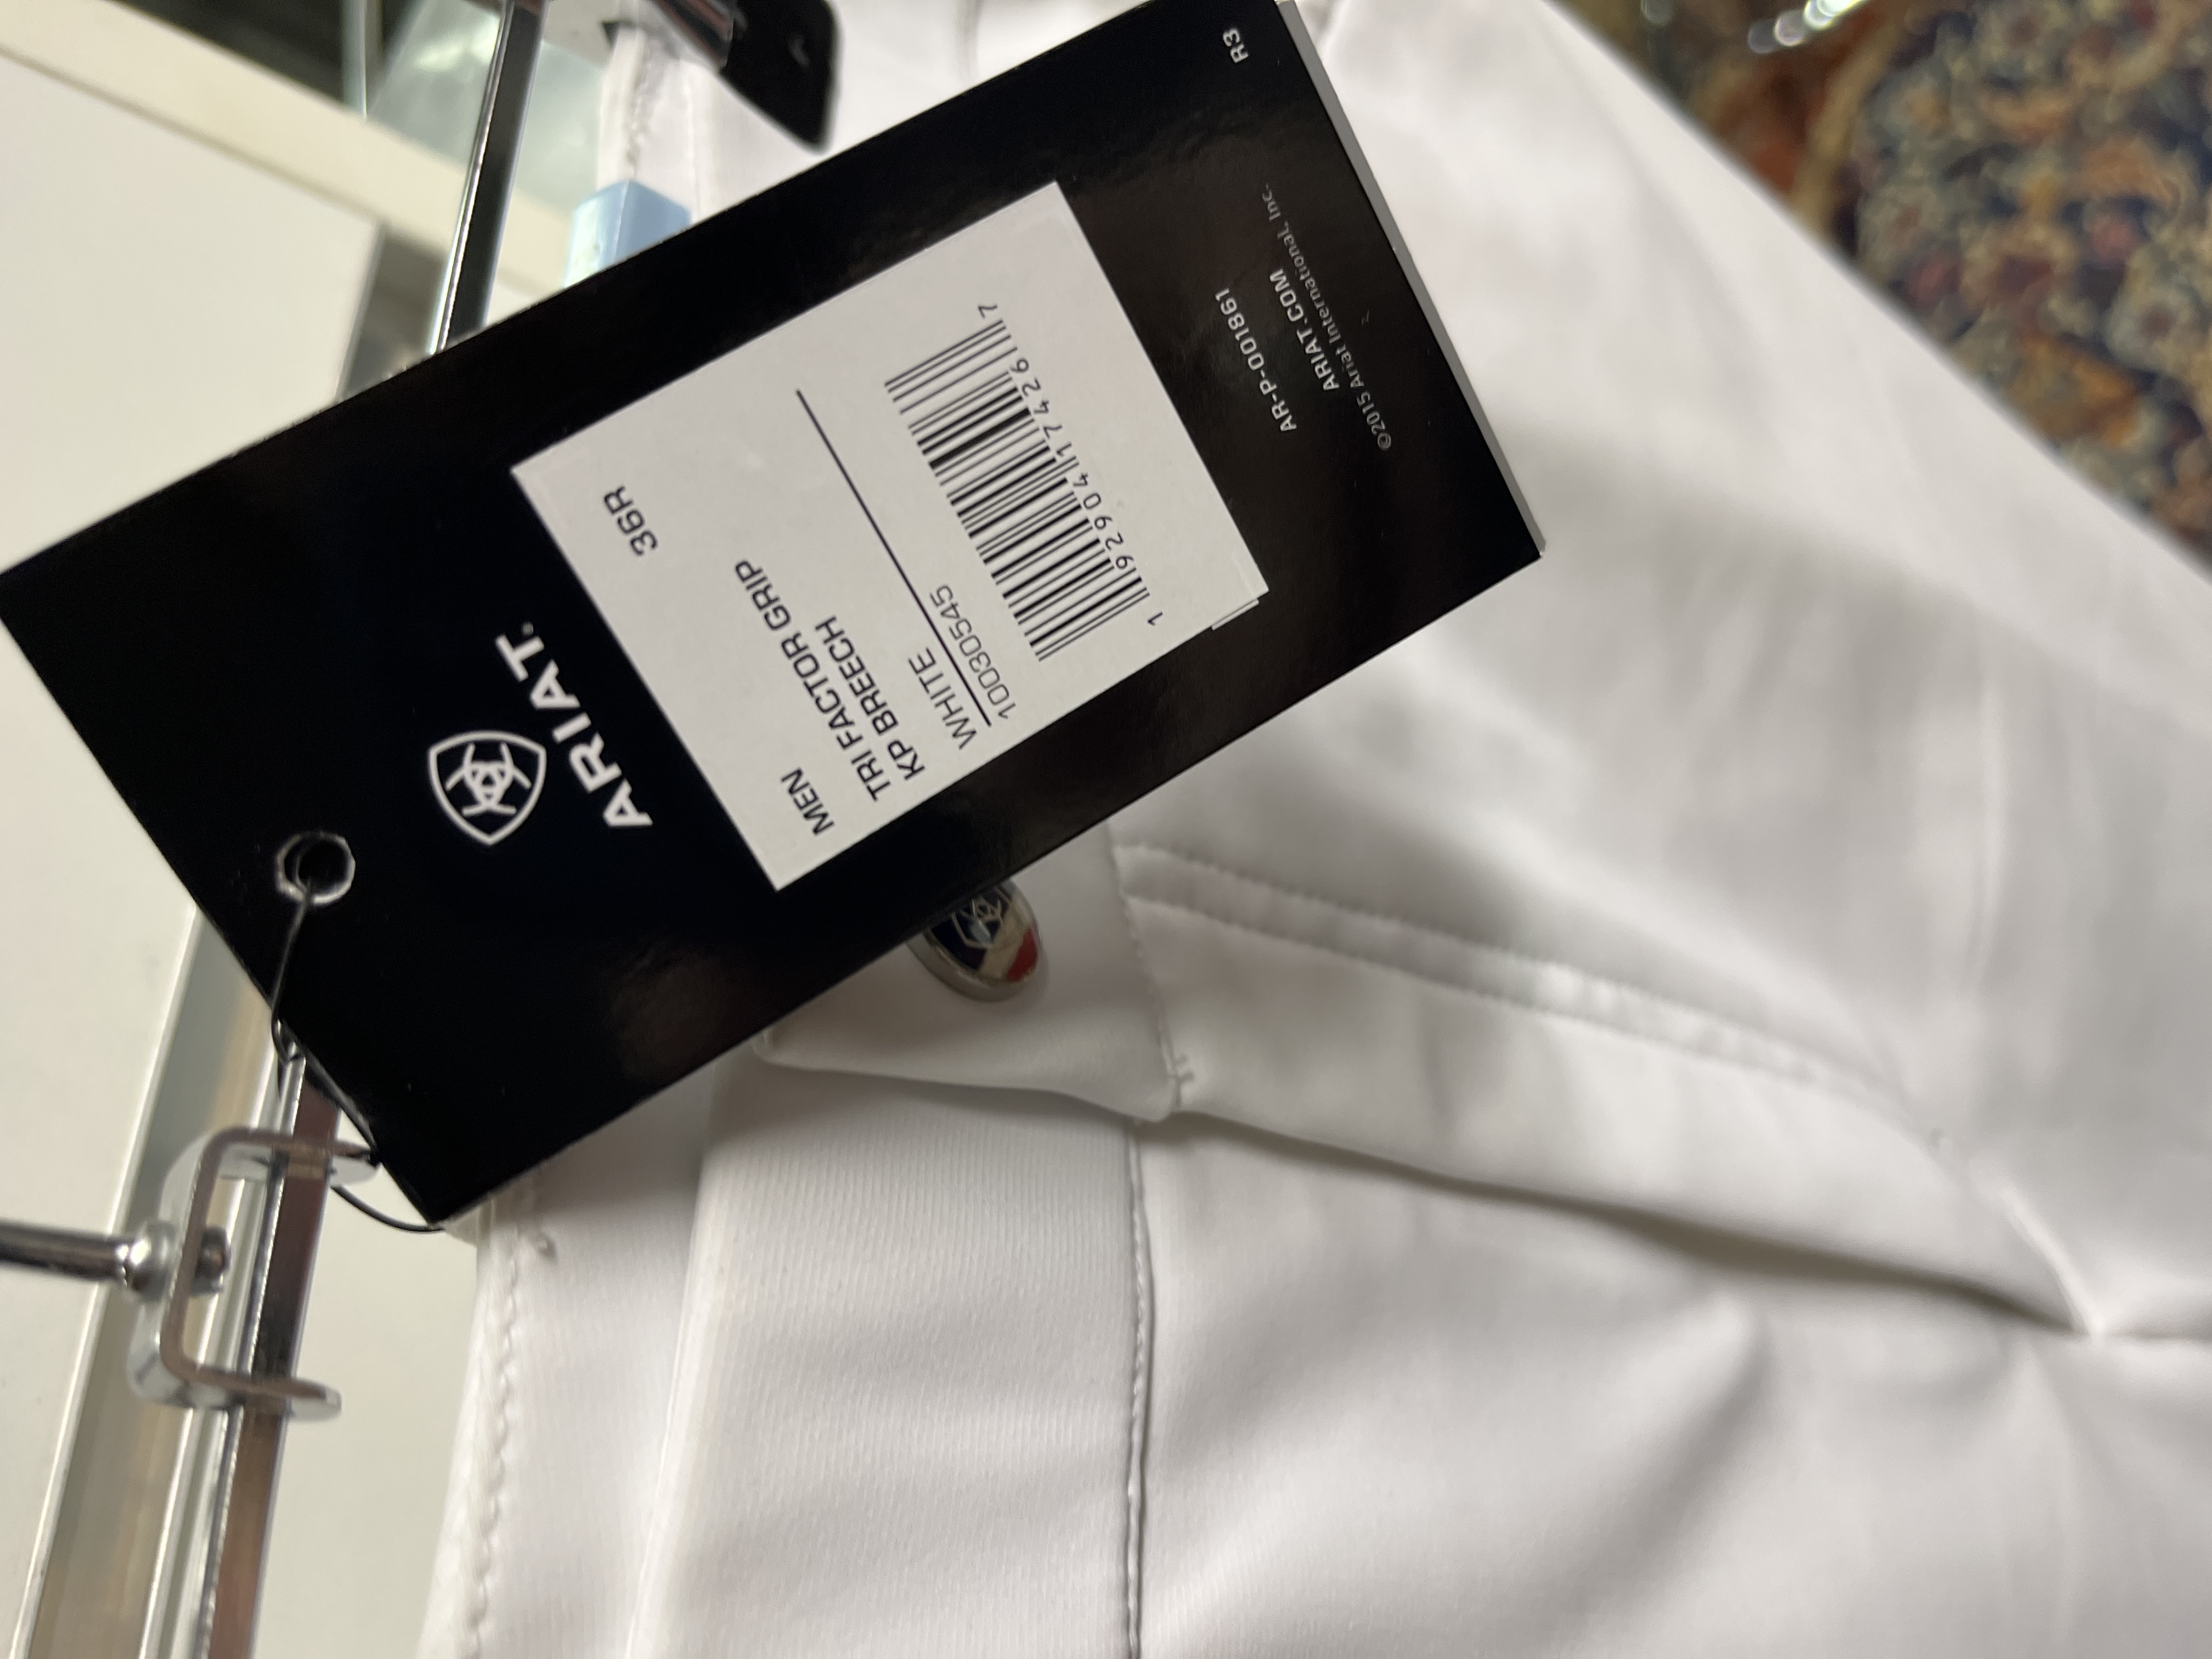 ARIAT.
36R
MEN
TRI FACTOR GRIP
KP BREECH
WHITE
10030545
1 92904 17426 7
AR-P-001861
ARIAT.COM
©2015 Ariat International, Inc.
R3